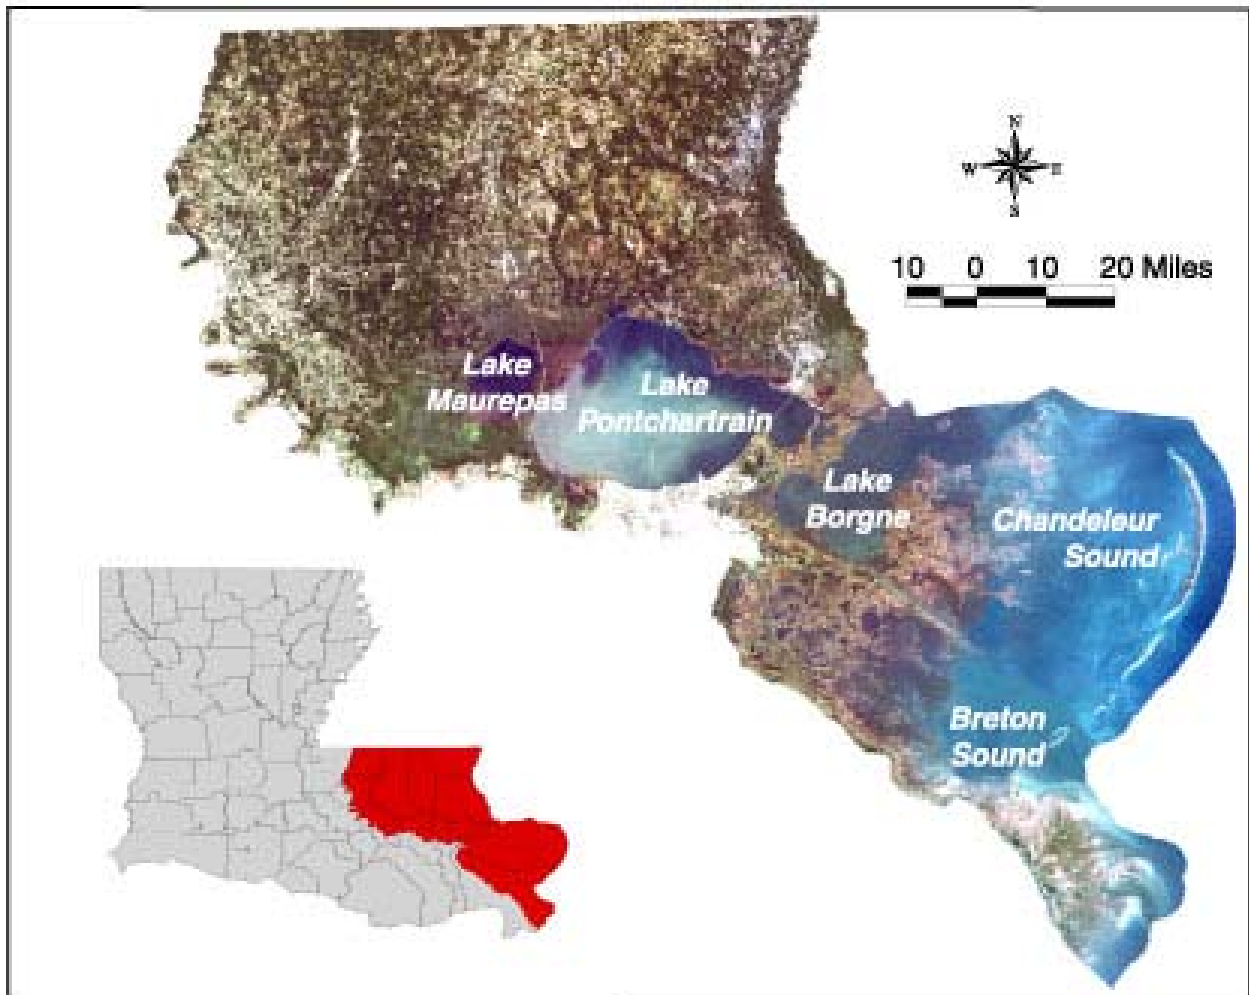 N
W E
S
10 0 10 20 Miles
Lake
Maurepas
Lake
Pontchartrain
Lake
Borgne
Chandeleur
Sound
Breton
Sound